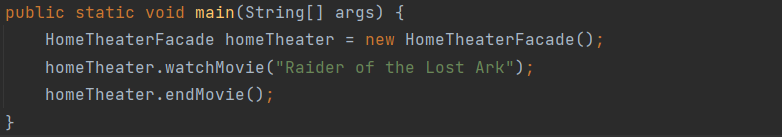 public static void main(String[] args) {
    HomeTheaterFacade homeTheater = new HomeTheaterFacade();
    homeTheater.watchMovie("Raider of the Lost Ark");
    homeTheater.endMovie();
}